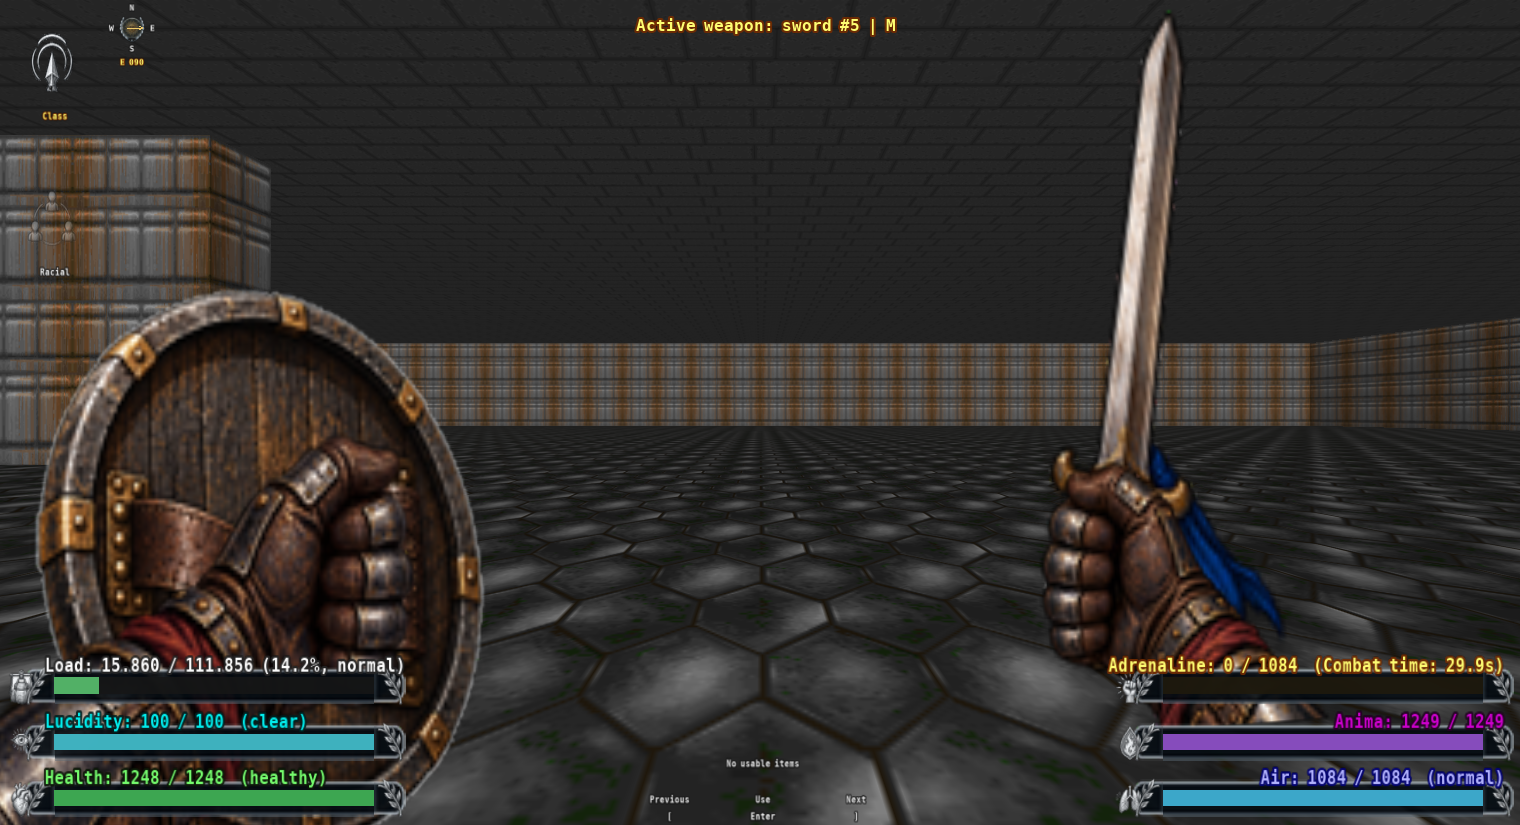 Active weapon: sword #5 | M
N
W E
S
E 090
Class
Racial
Load: 15.860 / 111.856 (14.2%, normal)
Lucidity: 100 / 100 (clear)
Health: 1248 / 1248 (healthy)
Adrenaline: 0 / 1084 (Combat time: 29.9s)
Anima: 1249 / 1249
Air: 1084 / 1084 (normal)
No usable items
Previous Use Next
[ Enter ]